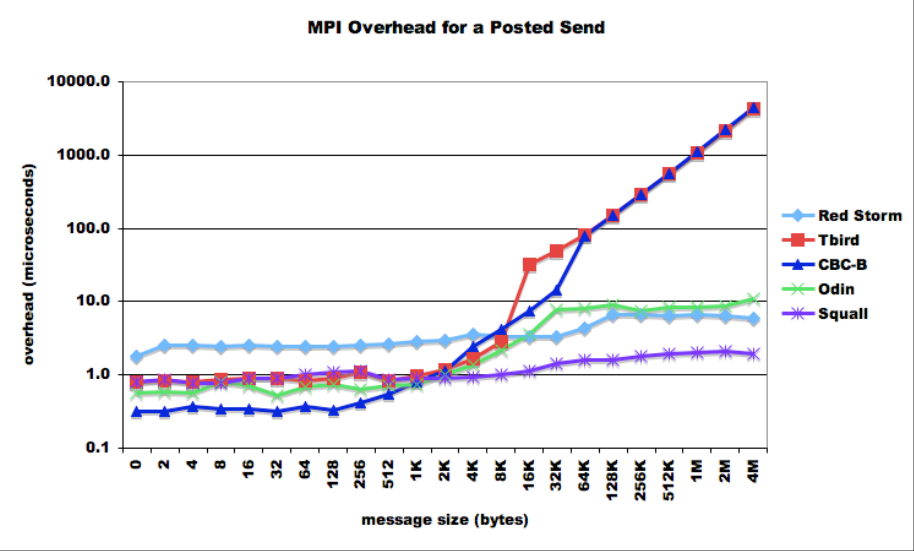 MPI Overhead for a Posted Send
overhead (microseconds)
10000.0
1000.0
100.0
10.0
1.0
0.1
0 2 4 8 16 32 64 128 256 512 1K 2K 4K 8K 16K 32K 64K 128K 256K 512K 1M 2M 4M
message size (bytes)
Red Storm
Tbird
CBC-B
Odin
Squall